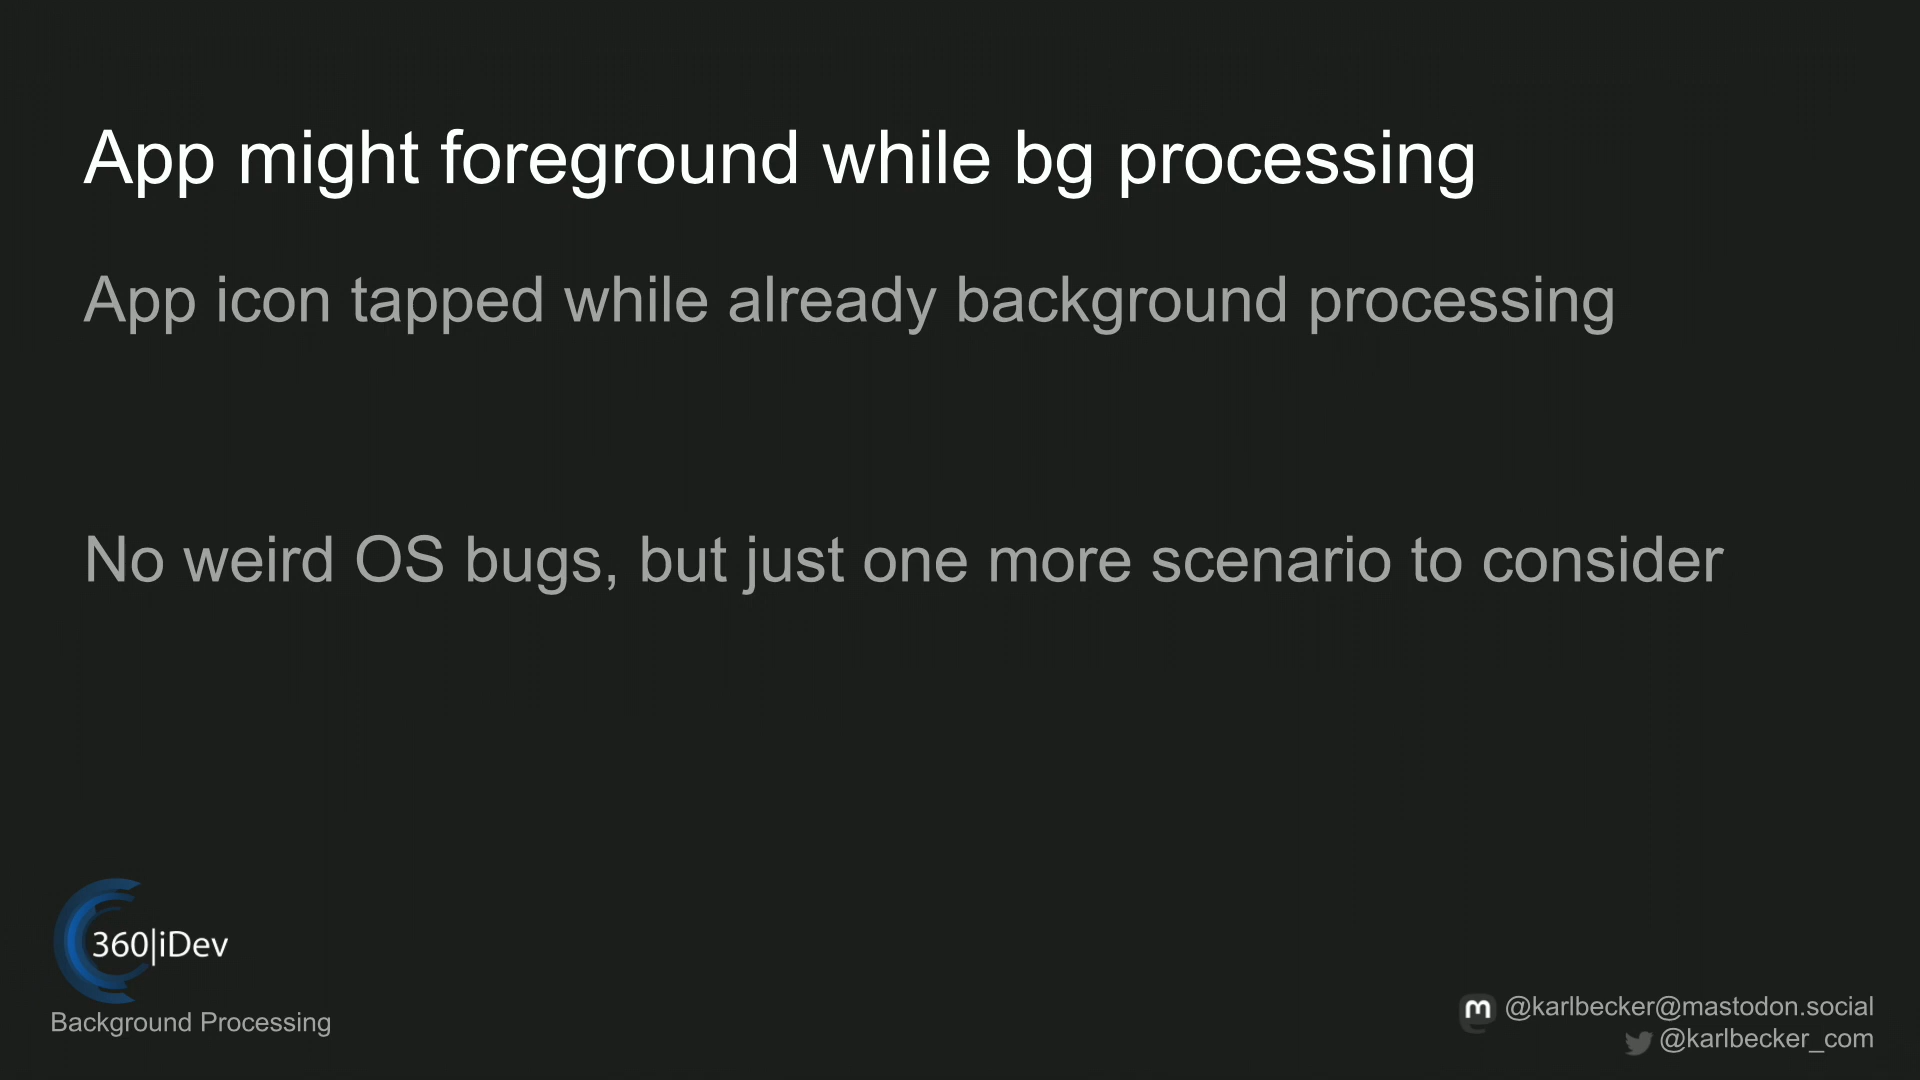 App might foreground while bg processing
App icon tapped while already background processing
No weird OS bugs, but just one more scenario to consider
360|iDev
Background Processing
@karlbecker@mastodon.social
@karlbecker_com